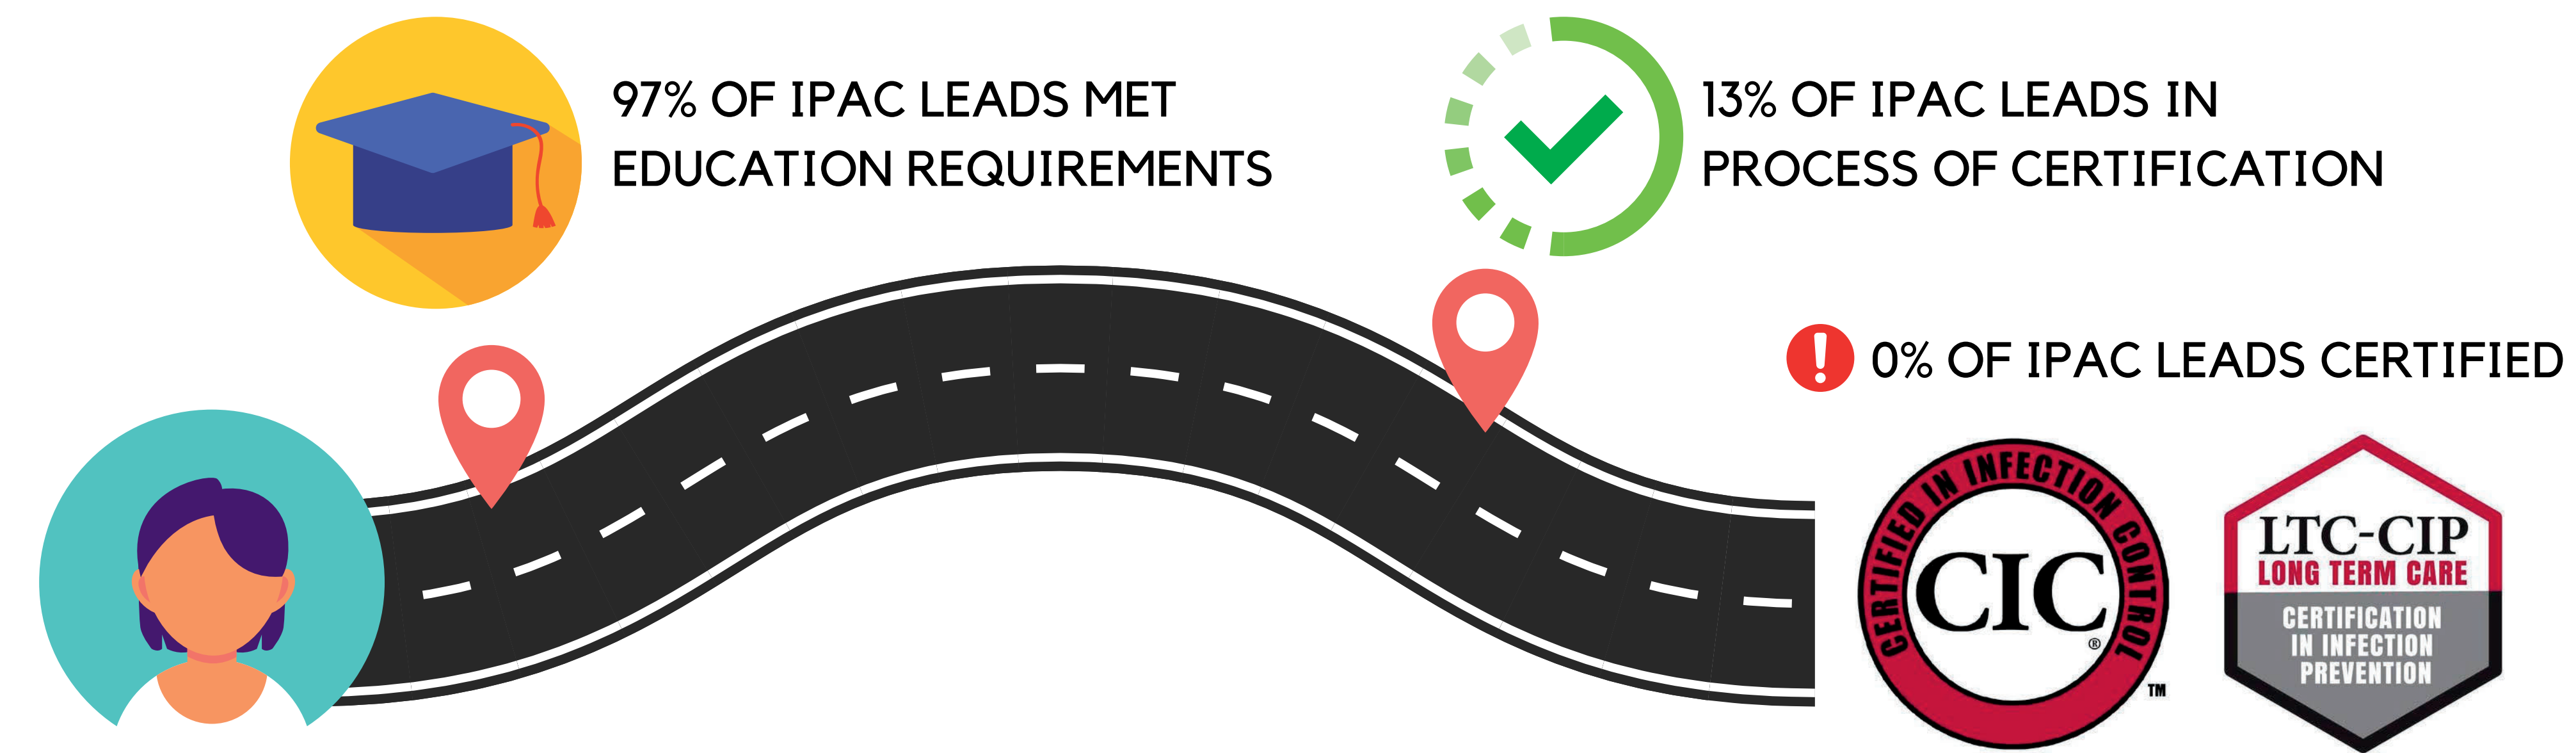 97% OF IPAC LEADS MET
EDUCATION REQUIREMENTS
13% OF IPAC LEADS IN
PROCESS OF CERTIFICATION
0% OF IPAC LEADS CERTIFIED
CERTIFIED IN INFECTION CONTROL
CIC
®
TM
LTC-CIP
LONG TERM CARE
CERTIFICATION
IN INFECTION
PREVENTION